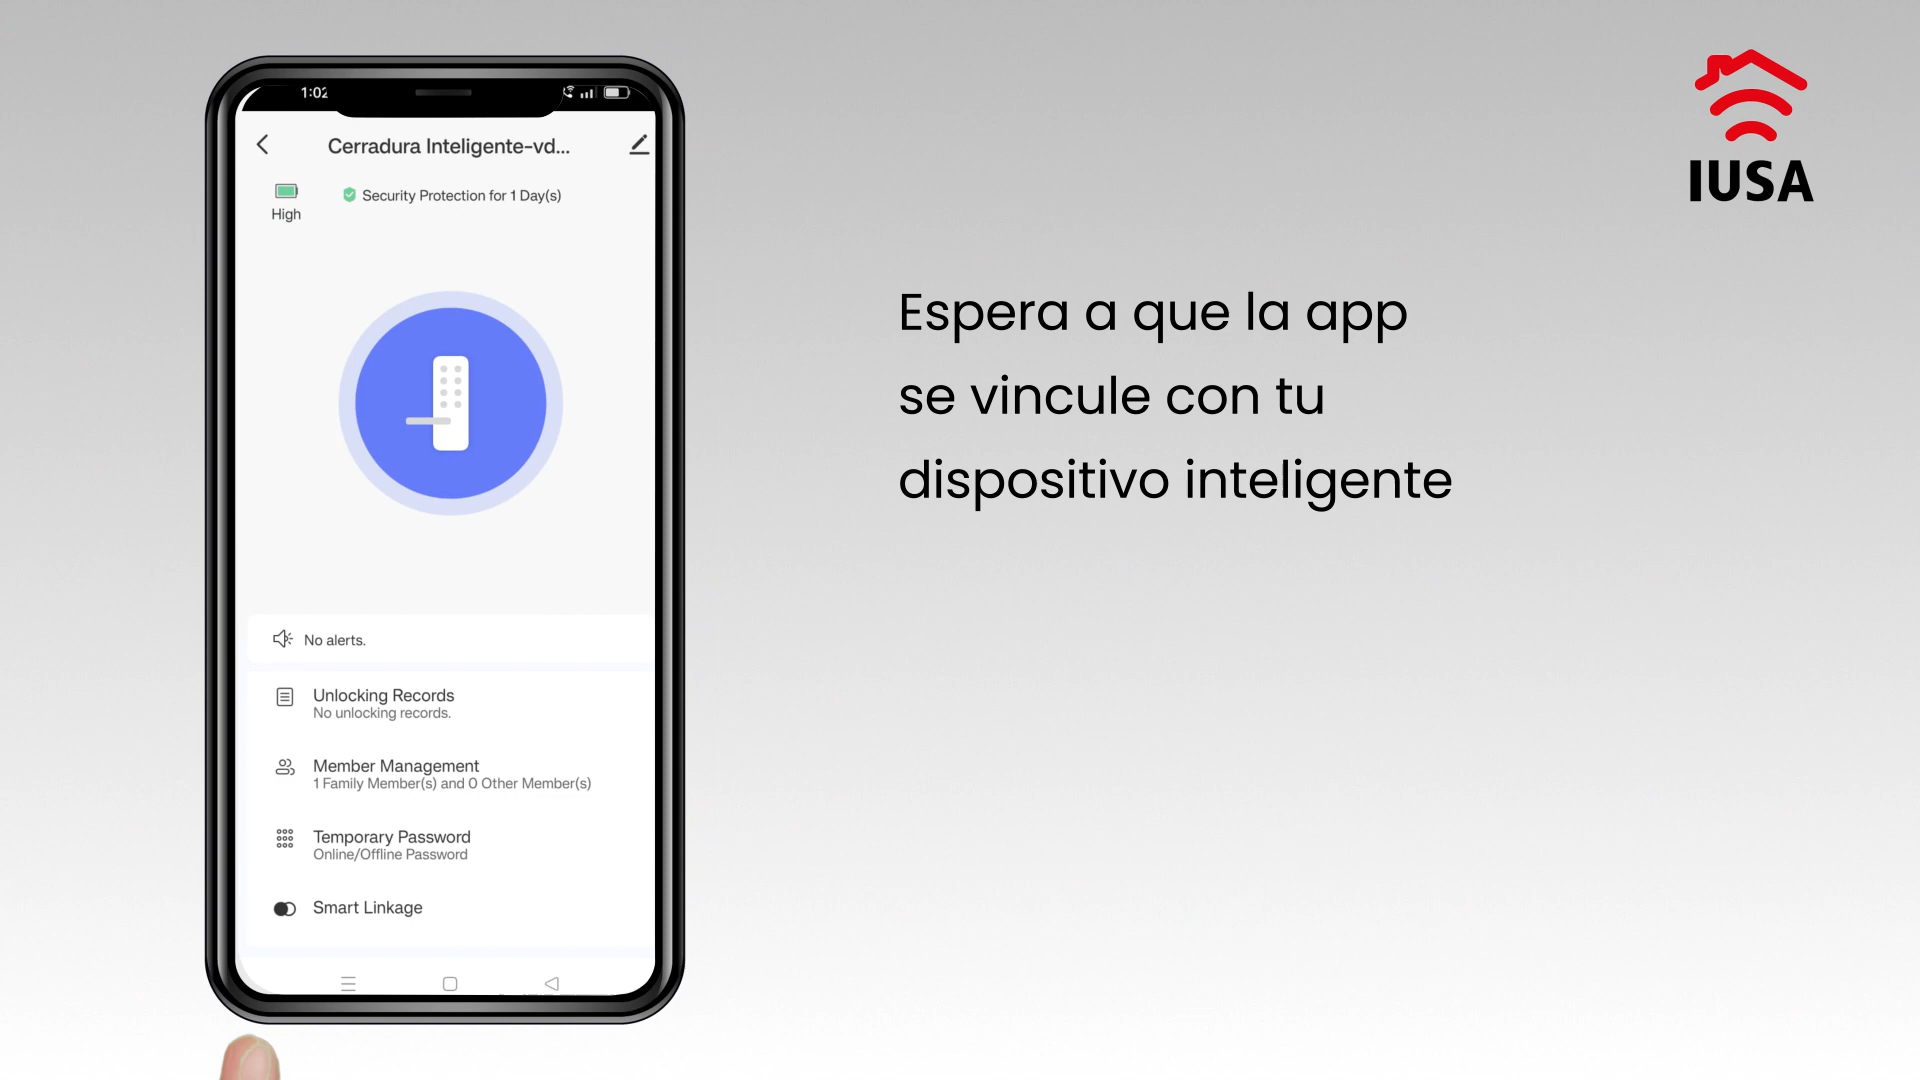 1:02
Cerradura Inteligente-vd...
High
Security Protection for 1 Day(s)
No alerts.
Unlocking Records
No unlocking records.
Member Management
1 Family Member(s) and 0 Other Member(s)
Temporary Password
Online/Offline Password
Smart Linkage
IUSA
Espera a que la app
se vincule con tu
dispositivo inteligente